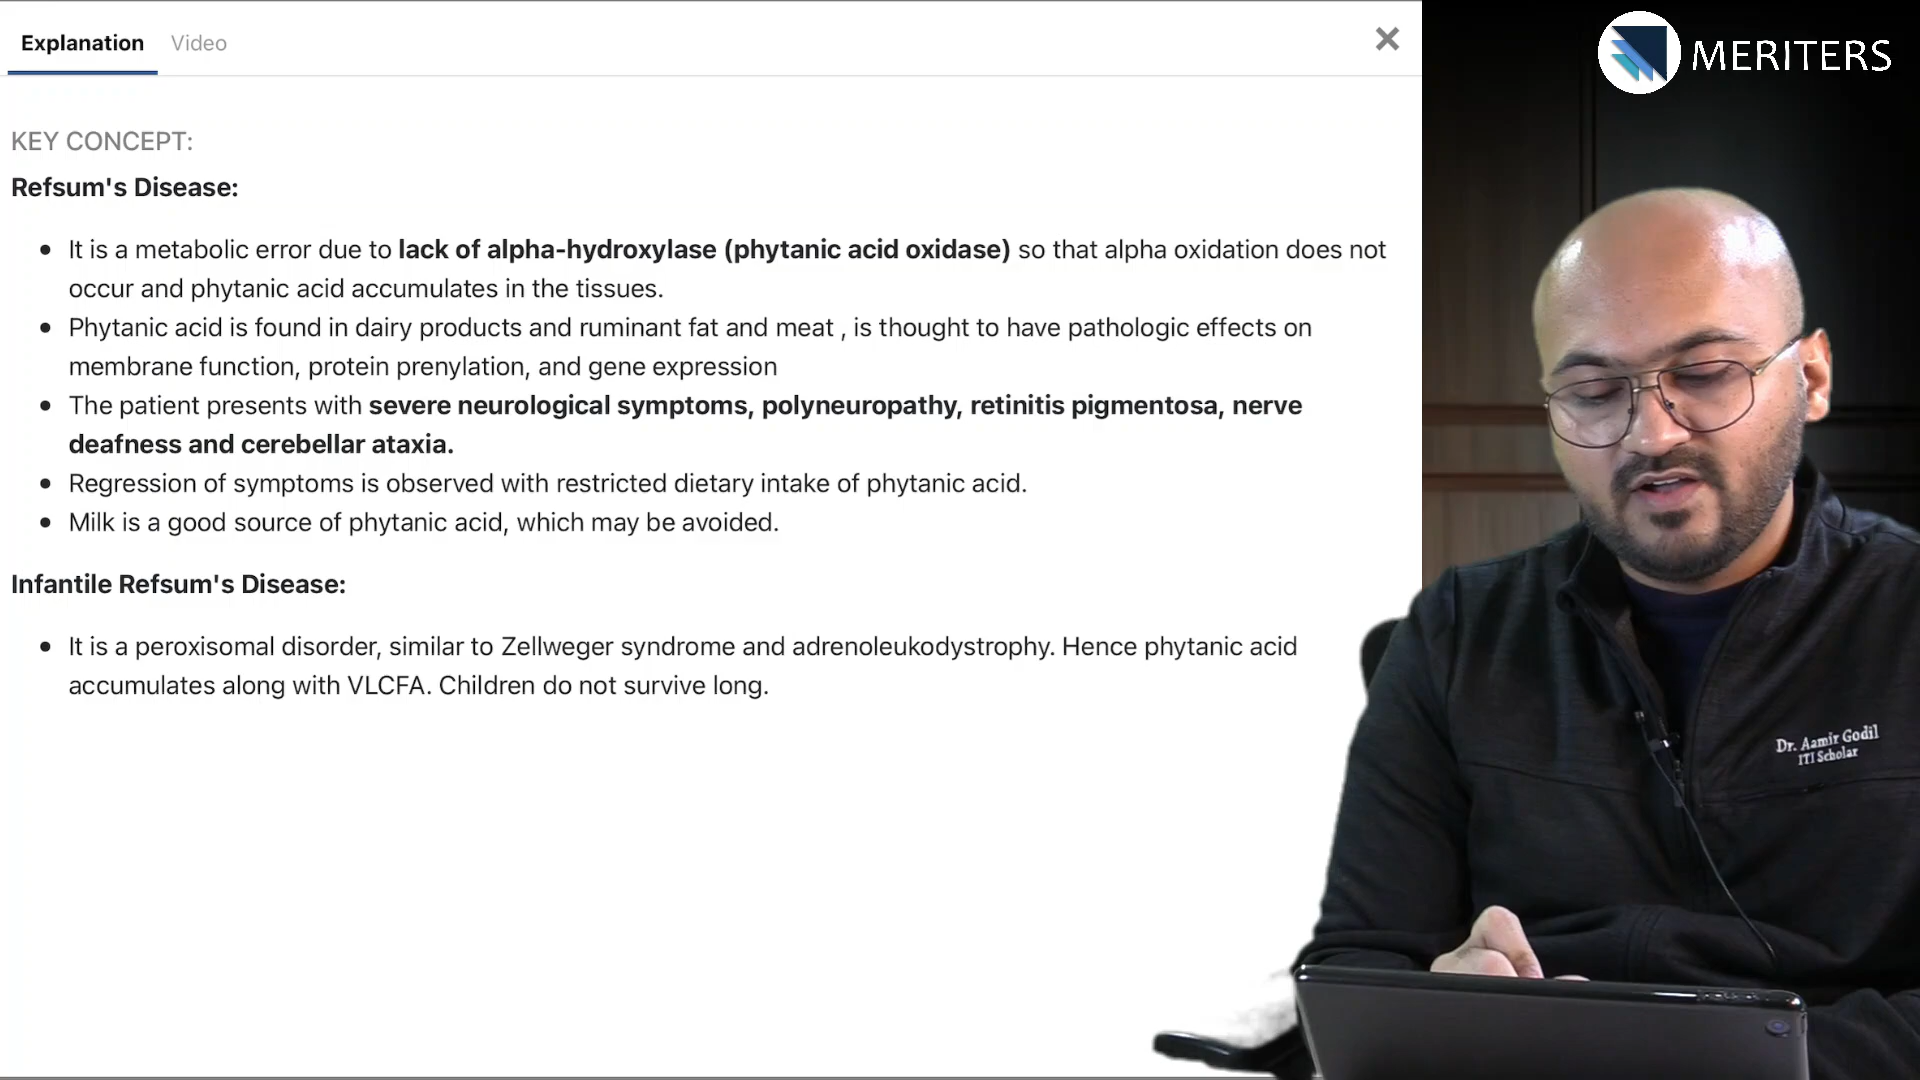 Explanation Video
MERITERS
KEY CONCEPT:
Refsum's Disease:
It is a metabolic error due to lack of alpha-hydroxylase (phytanic acid oxidase) so that alpha oxidation does not
occur and phytanic acid accumulates in the tissues.
Phytanic acid is found in dairy products and ruminant fat and meat , is thought to have pathologic effects on
membrane function, protein prenylation, and gene expression
The patient presents with severe neurological symptoms, polyneuropathy, retinitis pigmentosa, nerve
deafness and cerebellar ataxia.
Regression of symptoms is observed with restricted dietary intake of phytanic acid.
Milk is a good source of phytanic acid, which may be avoided.
Infantile Refsum's Disease:
It is a peroxisomal disorder, similar to Zellweger syndrome and adrenoleukodystrophy. Hence phytanic acid
accumulates along with VLCFA. Children do not survive long.
Dr. Aamir Godil
ITI Scholar